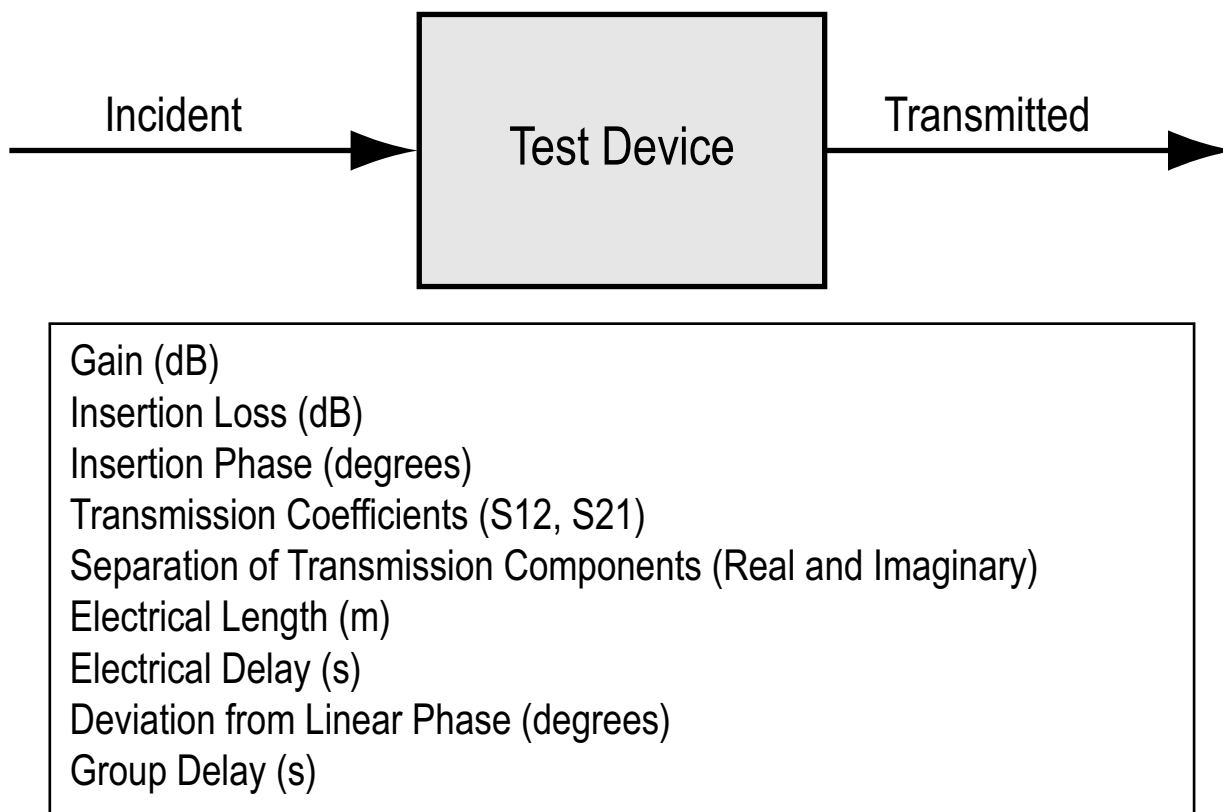 Incident
Test Device
Transmitted
Gain (dB)
Insertion Loss (dB)
Insertion Phase (degrees)
Transmission Coefficients (S12, S21)
Separation of Transmission Components (Real and Imaginary)
Electrical Length (m)
Electrical Delay (s)
Deviation from Linear Phase (degrees)
Group Delay (s)